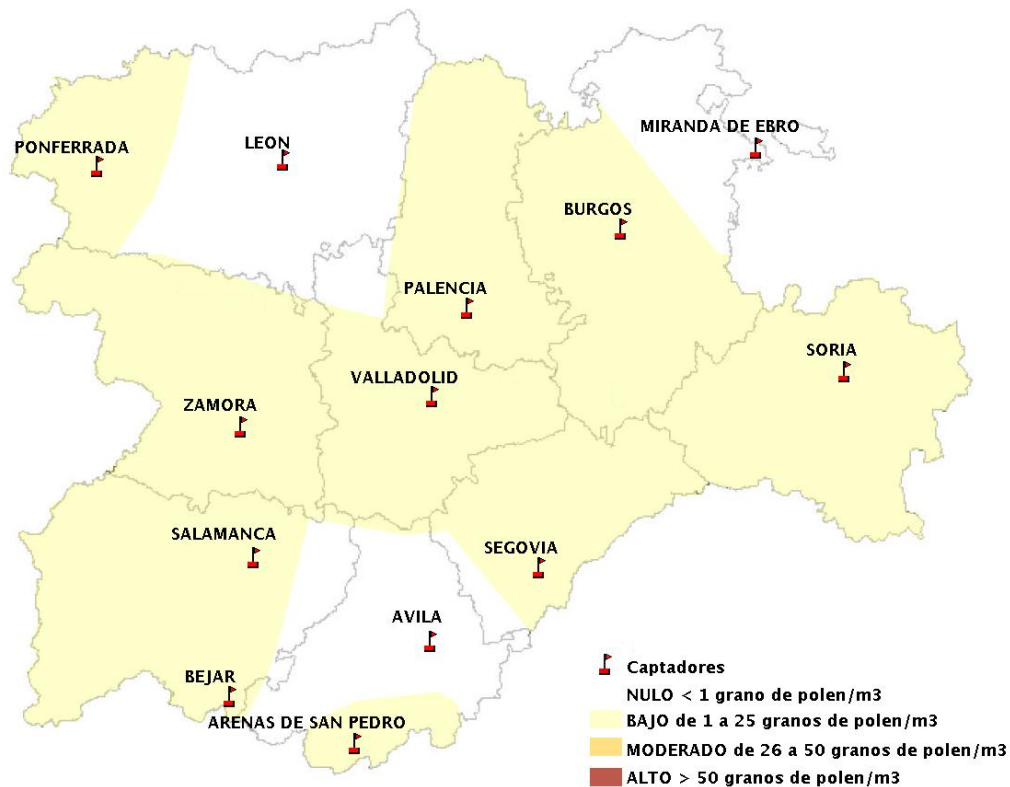 MIRANDA DE EBRO
PONFERRADA
LEON
BURGOS
PALENCIA
SORIA
VALLADOLID
ZAMORA
SALAMANCA
SEGOVIA
AVILA
BEJAR
ARENAS DE SAN PEDRO
Captadores
NULO < 1 grano de polen/m3
BAJO de 1 a 25 granos de polen/m3
MODERADO de 26 a 50 granos de polen/m3
ALTO > 50 granos de polen/m3